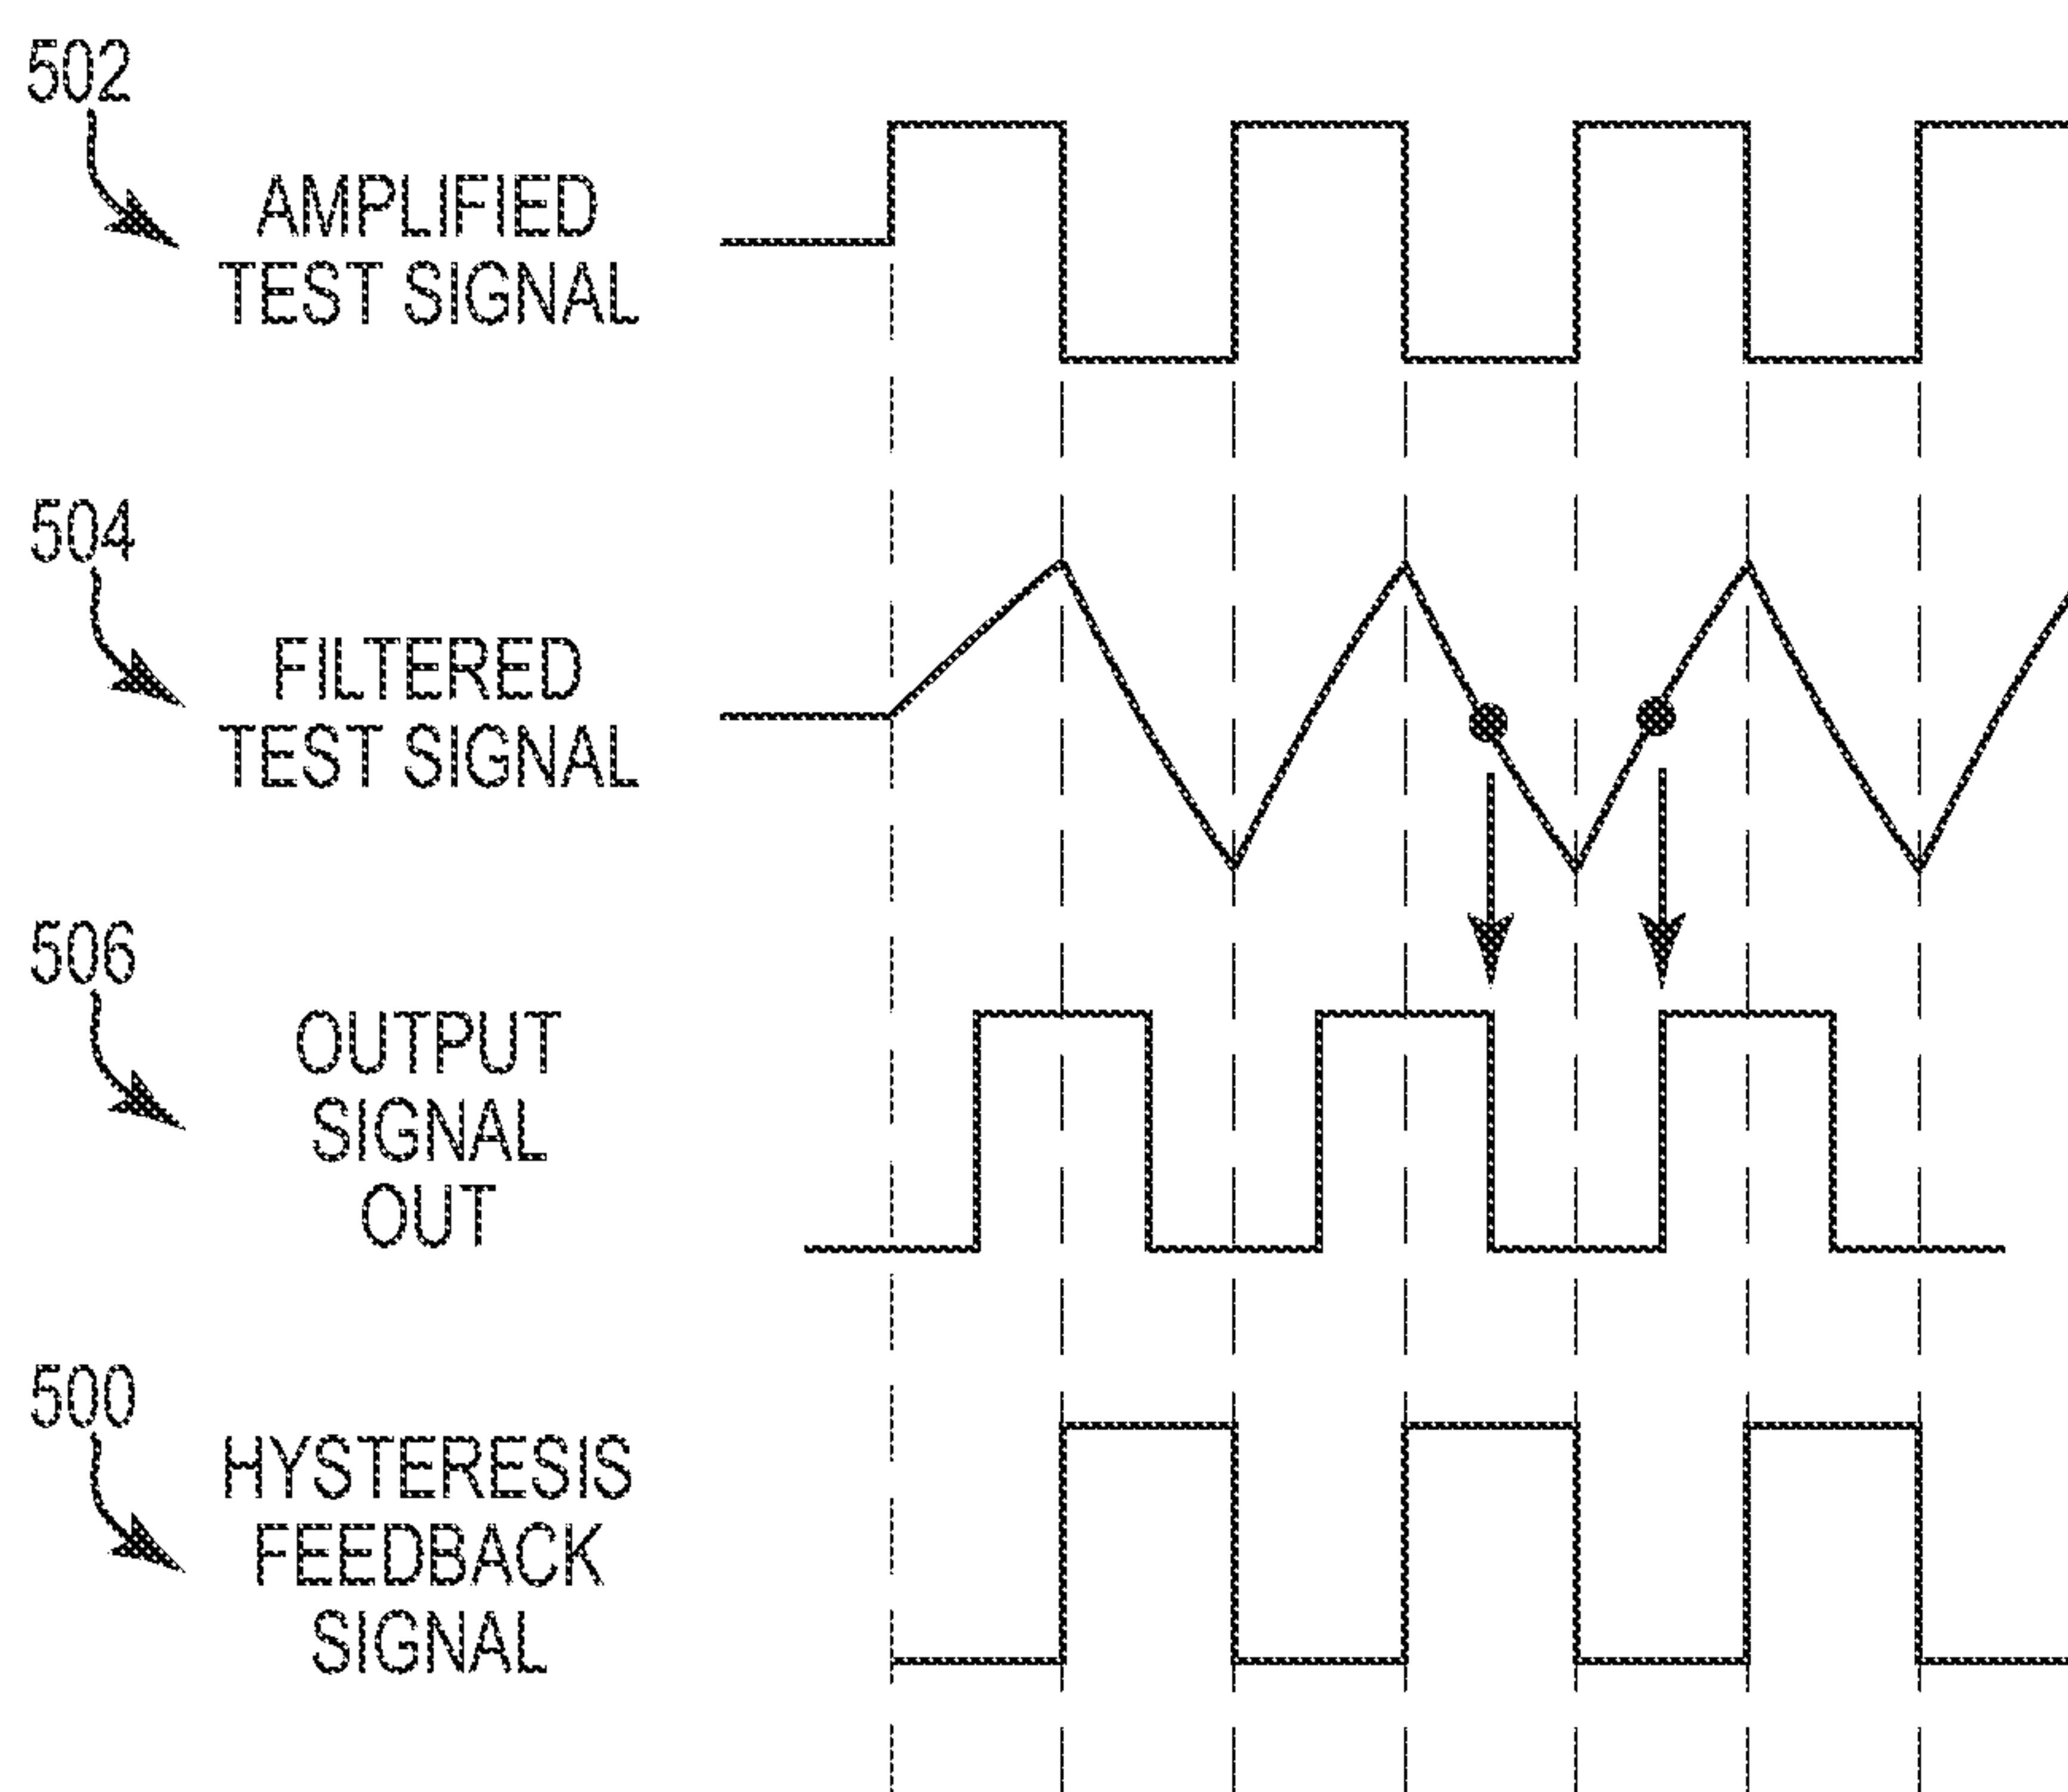 502
AMPLIFIED
TEST SIGNAL
504
FILTERED
TEST SIGNAL
506
OUTPUT
SIGNAL
OUT
500
HYSTERESIS
FEEDBACK
SIGNAL